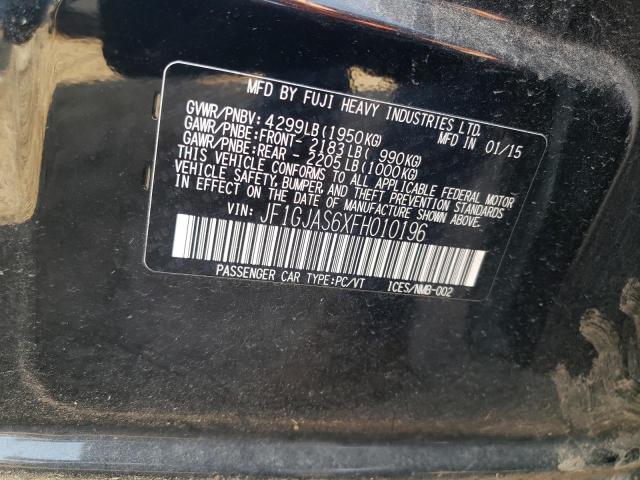 MFD BY FUJI HEAVY INDUSTRIES LTD.
GVWR/PNBV: 4299LB(1950KG) MFD IN 01/15
GAWR/PNBE:FRONT- 2183LB( 990KG)
GAWR/PNBE:REAR - 2205LB(1000KG)
THIS VEHICLE CONFORMS TO ALL APPLICABLE FEDERAL MOTOR
VEHICLE SAFETY, BUMPER, AND THEFT PREVENTION STANDARDS
IN EFFECT ON THE DATE OF MANUFACTURE SHOWN ABOVE.
VIN: JF1GJAS6XFH010196
PASSENGER CAR TYPE:PC/VT ICES/NMB-002